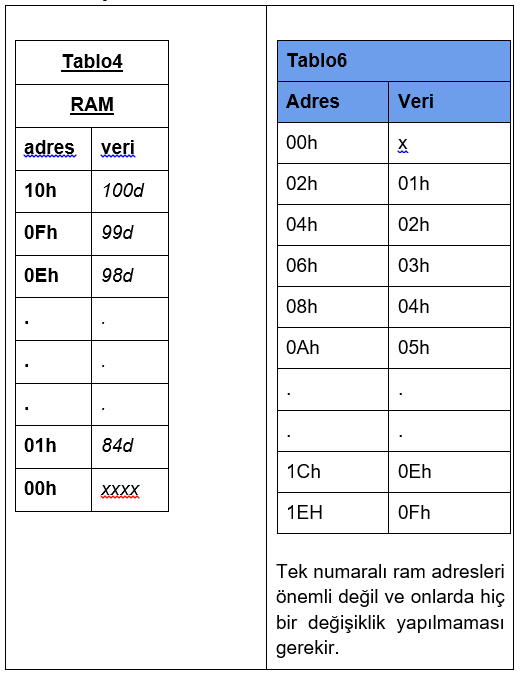 Tablo4
RAM
adres veri
10h 100d
0Fh 99d
0Eh 98d
. .
. .
. .
01h 84d
00h xxxx
Tablo6
Adres Veri
00h x
02h 01h
04h 02h
06h 03h
08h 04h
0Ah 05h
. .
. .
1Ch 0Eh
1EH 0Fh
Tek numaralı ram adresleri
önemli değil ve onlarda hiç
bir değişiklik yapılmaması
gerekir.